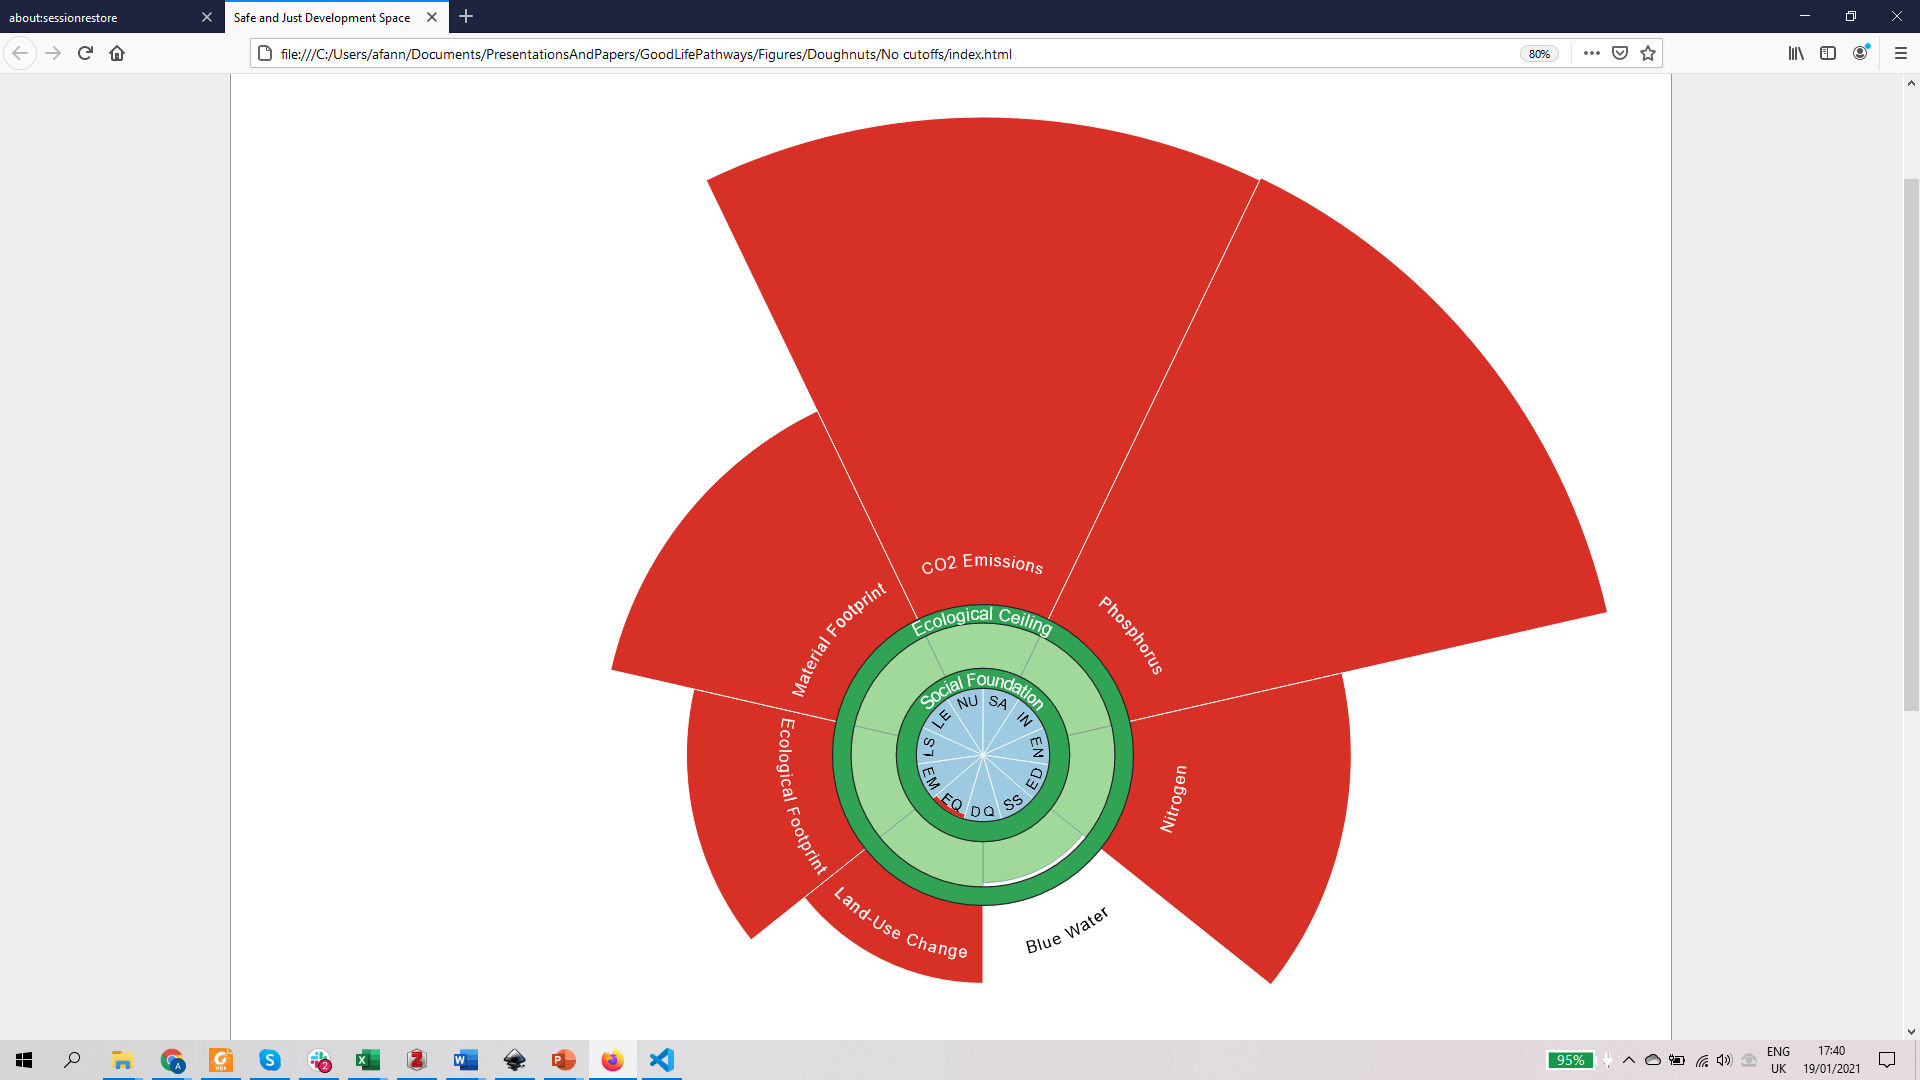 about:sessionrestore
Safe and Just Development Space
file:///C:/Users/afann/Documents/PresentationsAndPapers/GoodLifePathways/Figures/Doughnuts/No cutoffs/index.html
80%
CO2 Emissions
Phosphorus
Material Footprint
Ecological Ceiling
Social Foundation
NU
SA
LE
IN
LS
EN
EM
ED
EQ
SS
DQ
Ecological Footprint
Nitrogen
Land-Use Change
Blue Water
A
PDF
S
2
X
Z
W
P
95%
ENG
UK
17:40
19/01/2021